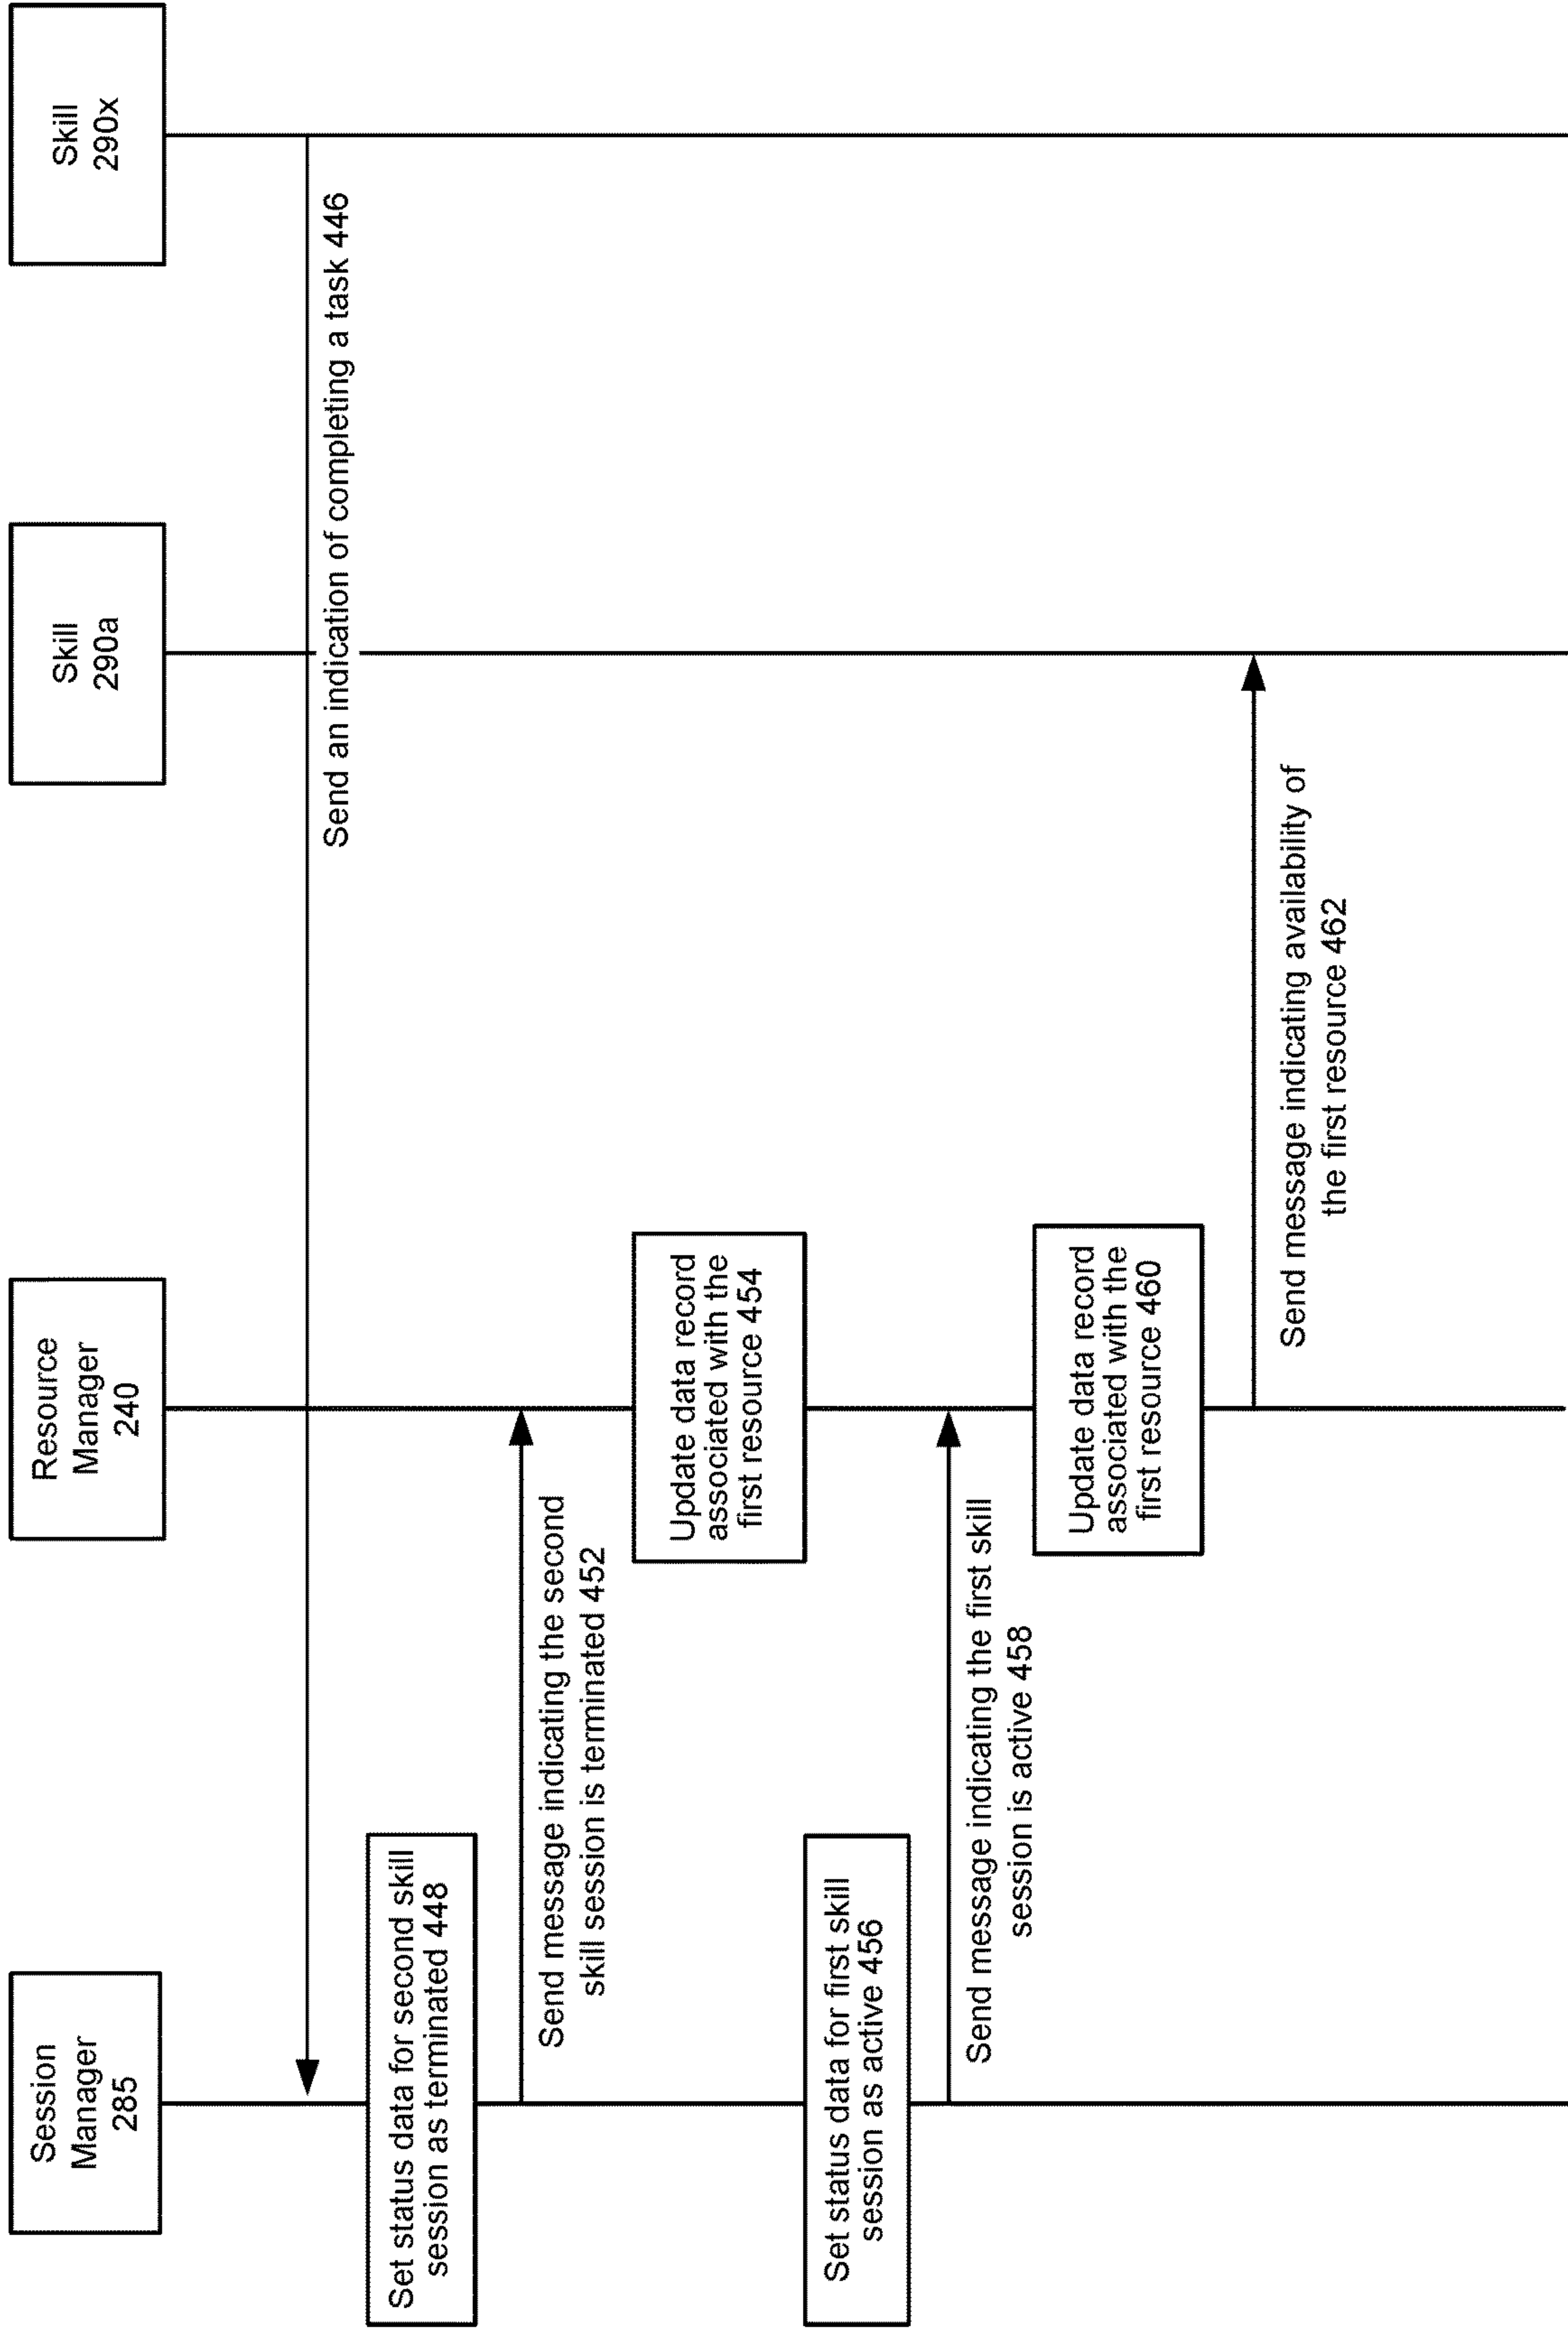 Session
Manager
285
Resource
Manager
240
Skill
290a
Skill
290x
Send an indication of completing a task 446
Set status data for second skill
session as terminated 448
Send message indicating the second
skill session is terminated 452
Update data record
associated with the
first resource 454
Set status data for first skill
session as active 456
Send message indicating the first skill
session is active 458
Update data record
associated with the
first resource 460
Send message indicating availability of
the first resource 462